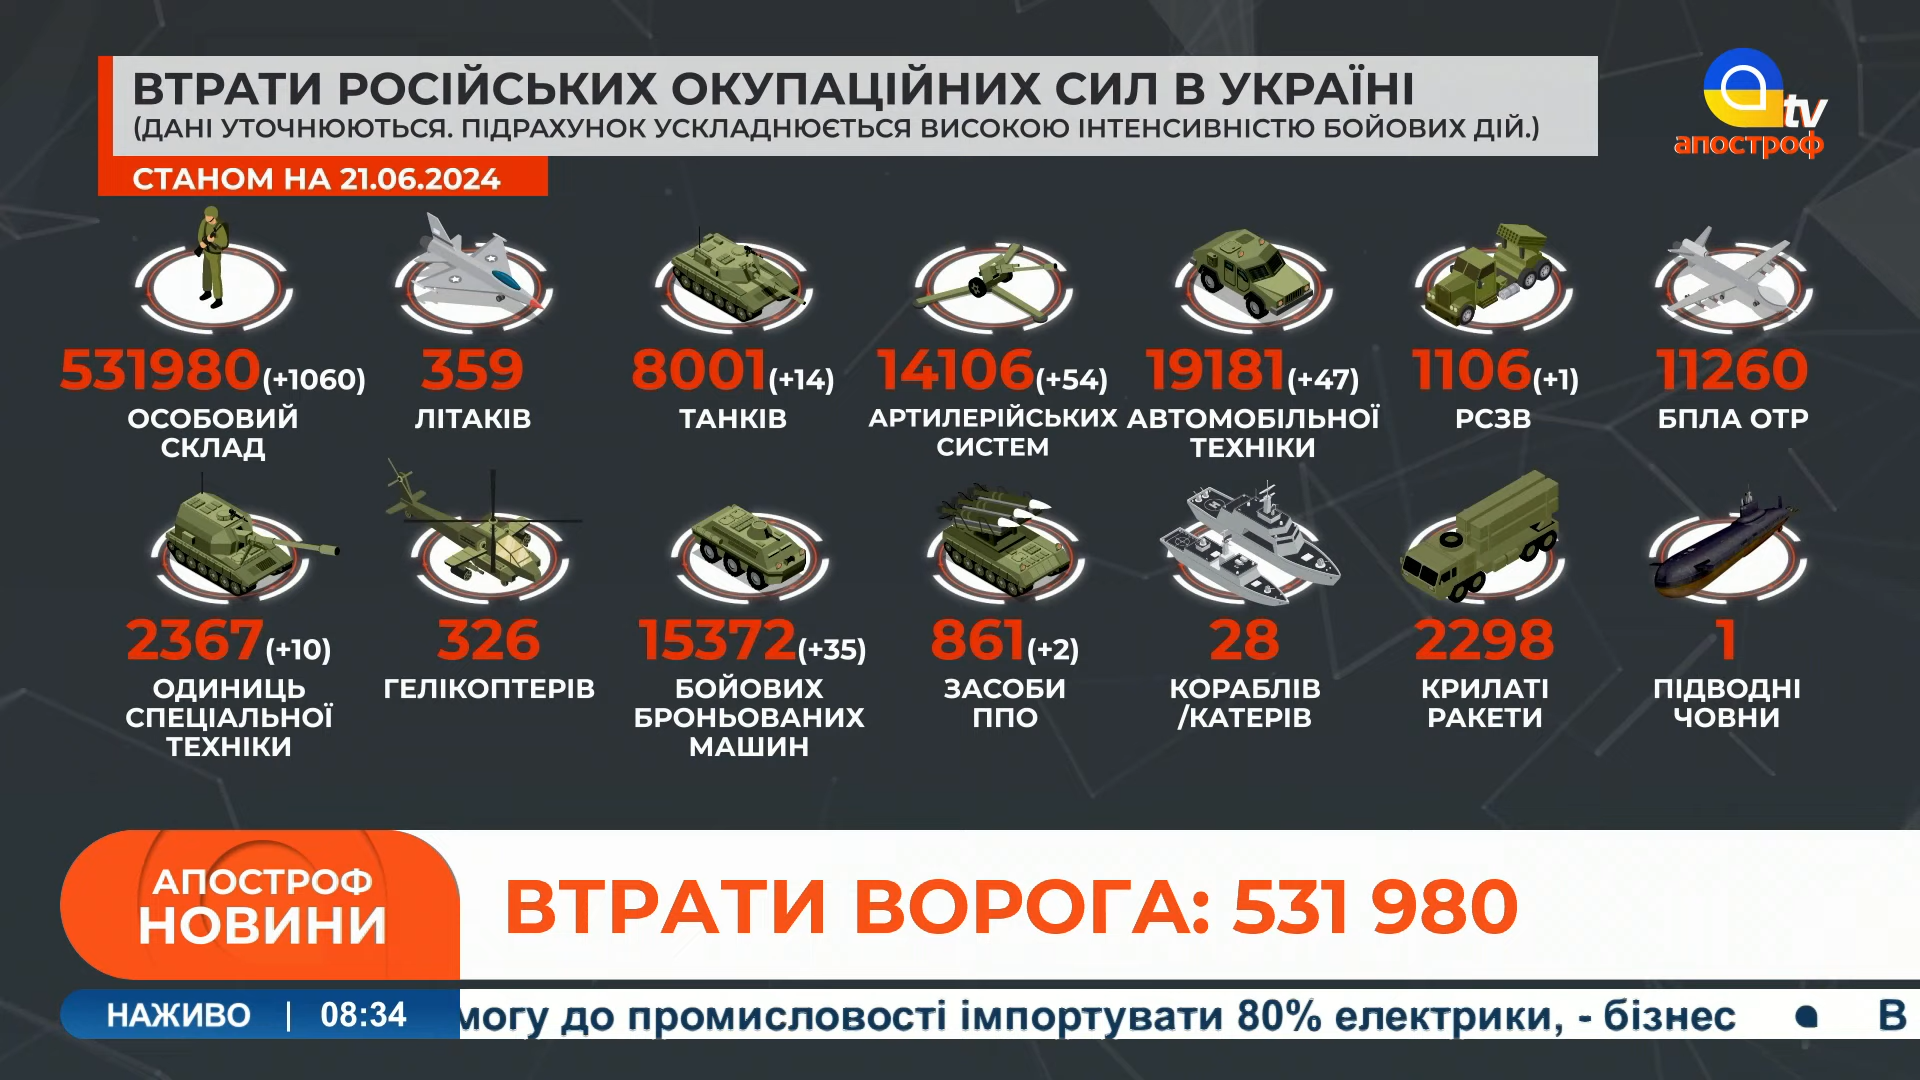 ВТРАТИ РОСІЙСЬКИХ ОКУПАЦІЙНИХ СИЛ В УКРАЇНІ
(ДАНІ УТОЧНЮЮТЬСЯ. ПІДРАХУНОК УСКЛАДНЮЄТЬСЯ ВИСОКОЮ ІНТЕНСИВНІСТЮ БОЙОВИХ ДІЙ.)
СТАНОМ НА 21.06.2024
tv
апостроф
531980(+1060)
ОСОБОВИЙ
СКЛАД
359
ЛІТАКІВ
8001(+14)
ТАНКІВ
14106(+54)
АРТИЛЕРІЙСЬКИХ
СИСТЕМ
19181(+47)
АВТОМОБІЛЬНОЇ
ТЕХНІКИ
1106(+1)
РСЗВ
11260
БПЛА ОТР
2367(+10)
ОДИНИЦЬ
СПЕЦІАЛЬНОЇ
ТЕХНІКИ
326
ГЕЛІКОПТЕРІВ
15372(+35)
БОЙОВИХ
БРОНЬОВАНИХ
МАШИН
861(+2)
ЗАСОБИ
ППО
28
КОРАБЛІВ
/КАТЕРІВ
2298
КРИЛАТІ
РАКЕТИ
1
ПІДВОДНІ
ЧОВНИ
АПОСТРОФ
НОВИНИ
ВТРАТИ ВОРОГА: 531 980
НАЖИВО | 08:34
могу до промисловості імпортувати 80% електрики, - бізнес • В